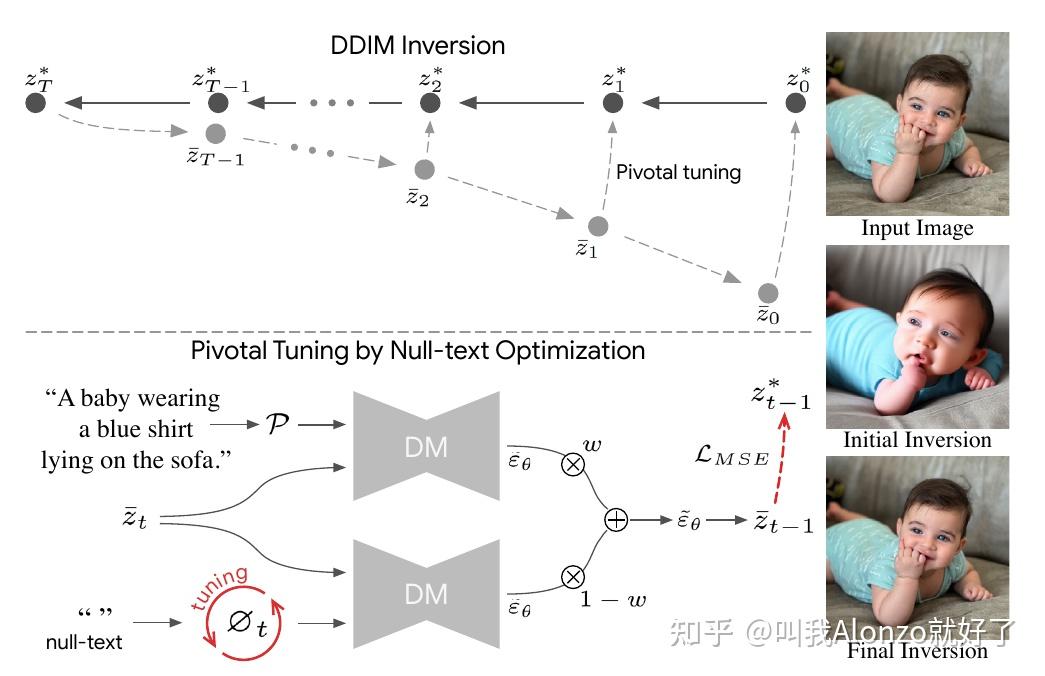 DDIM Inversion
z*_T z*_{T−1} z*_2 z*_1 z*_0
z̄_{T−1}
z̄_2
Pivotal tuning
z̄_1
z̄_0
Input Image
Pivotal Tuning by Null-text Optimization
“A baby wearing
a blue shirt
lying on the sofa.”
𝒫
DM
ε̄_θ
w
z*_{t−1}
ℒ_{MSE}
Initial Inversion
z̄_t
ε̃_θ
z̄_{t−1}
tuning
“ ”
null-text
∅_t
DM
ε̄_θ
1 − w
知乎 @叫我Alonzo就好了
Final Inversion